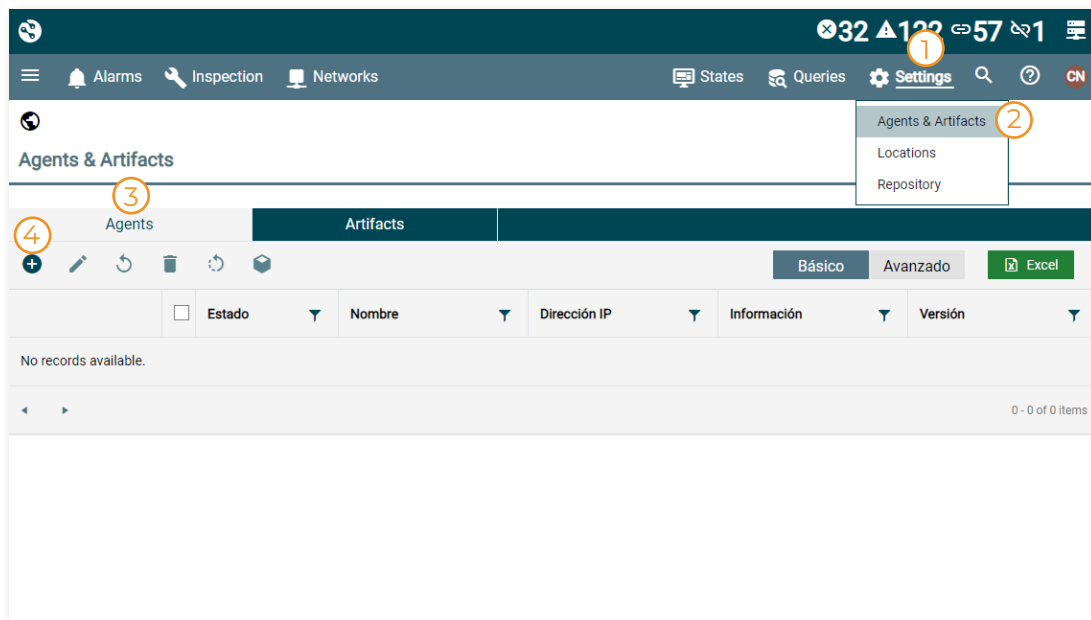 32 122 57 1
1
Alarms Inspection Networks States Queries Settings CN
Agents & Artifacts 2
Locations
Repository
Agents & Artifacts
3
Agents Artifacts
4
Básico Avanzado Excel
Estado Nombre Dirección IP Información Versión
No records available.
0 - 0 of 0 items